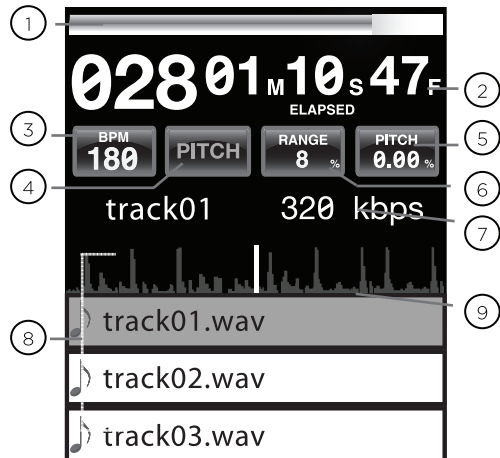 1
028 01 M 10 S 47 F
ELAPSED
2
3
BPM
180
PITCH
RANGE
8 %
PITCH
0.00 %
5
4
6
track01 320 kbps
7
8
9
track01.wav
track02.wav
track03.wav